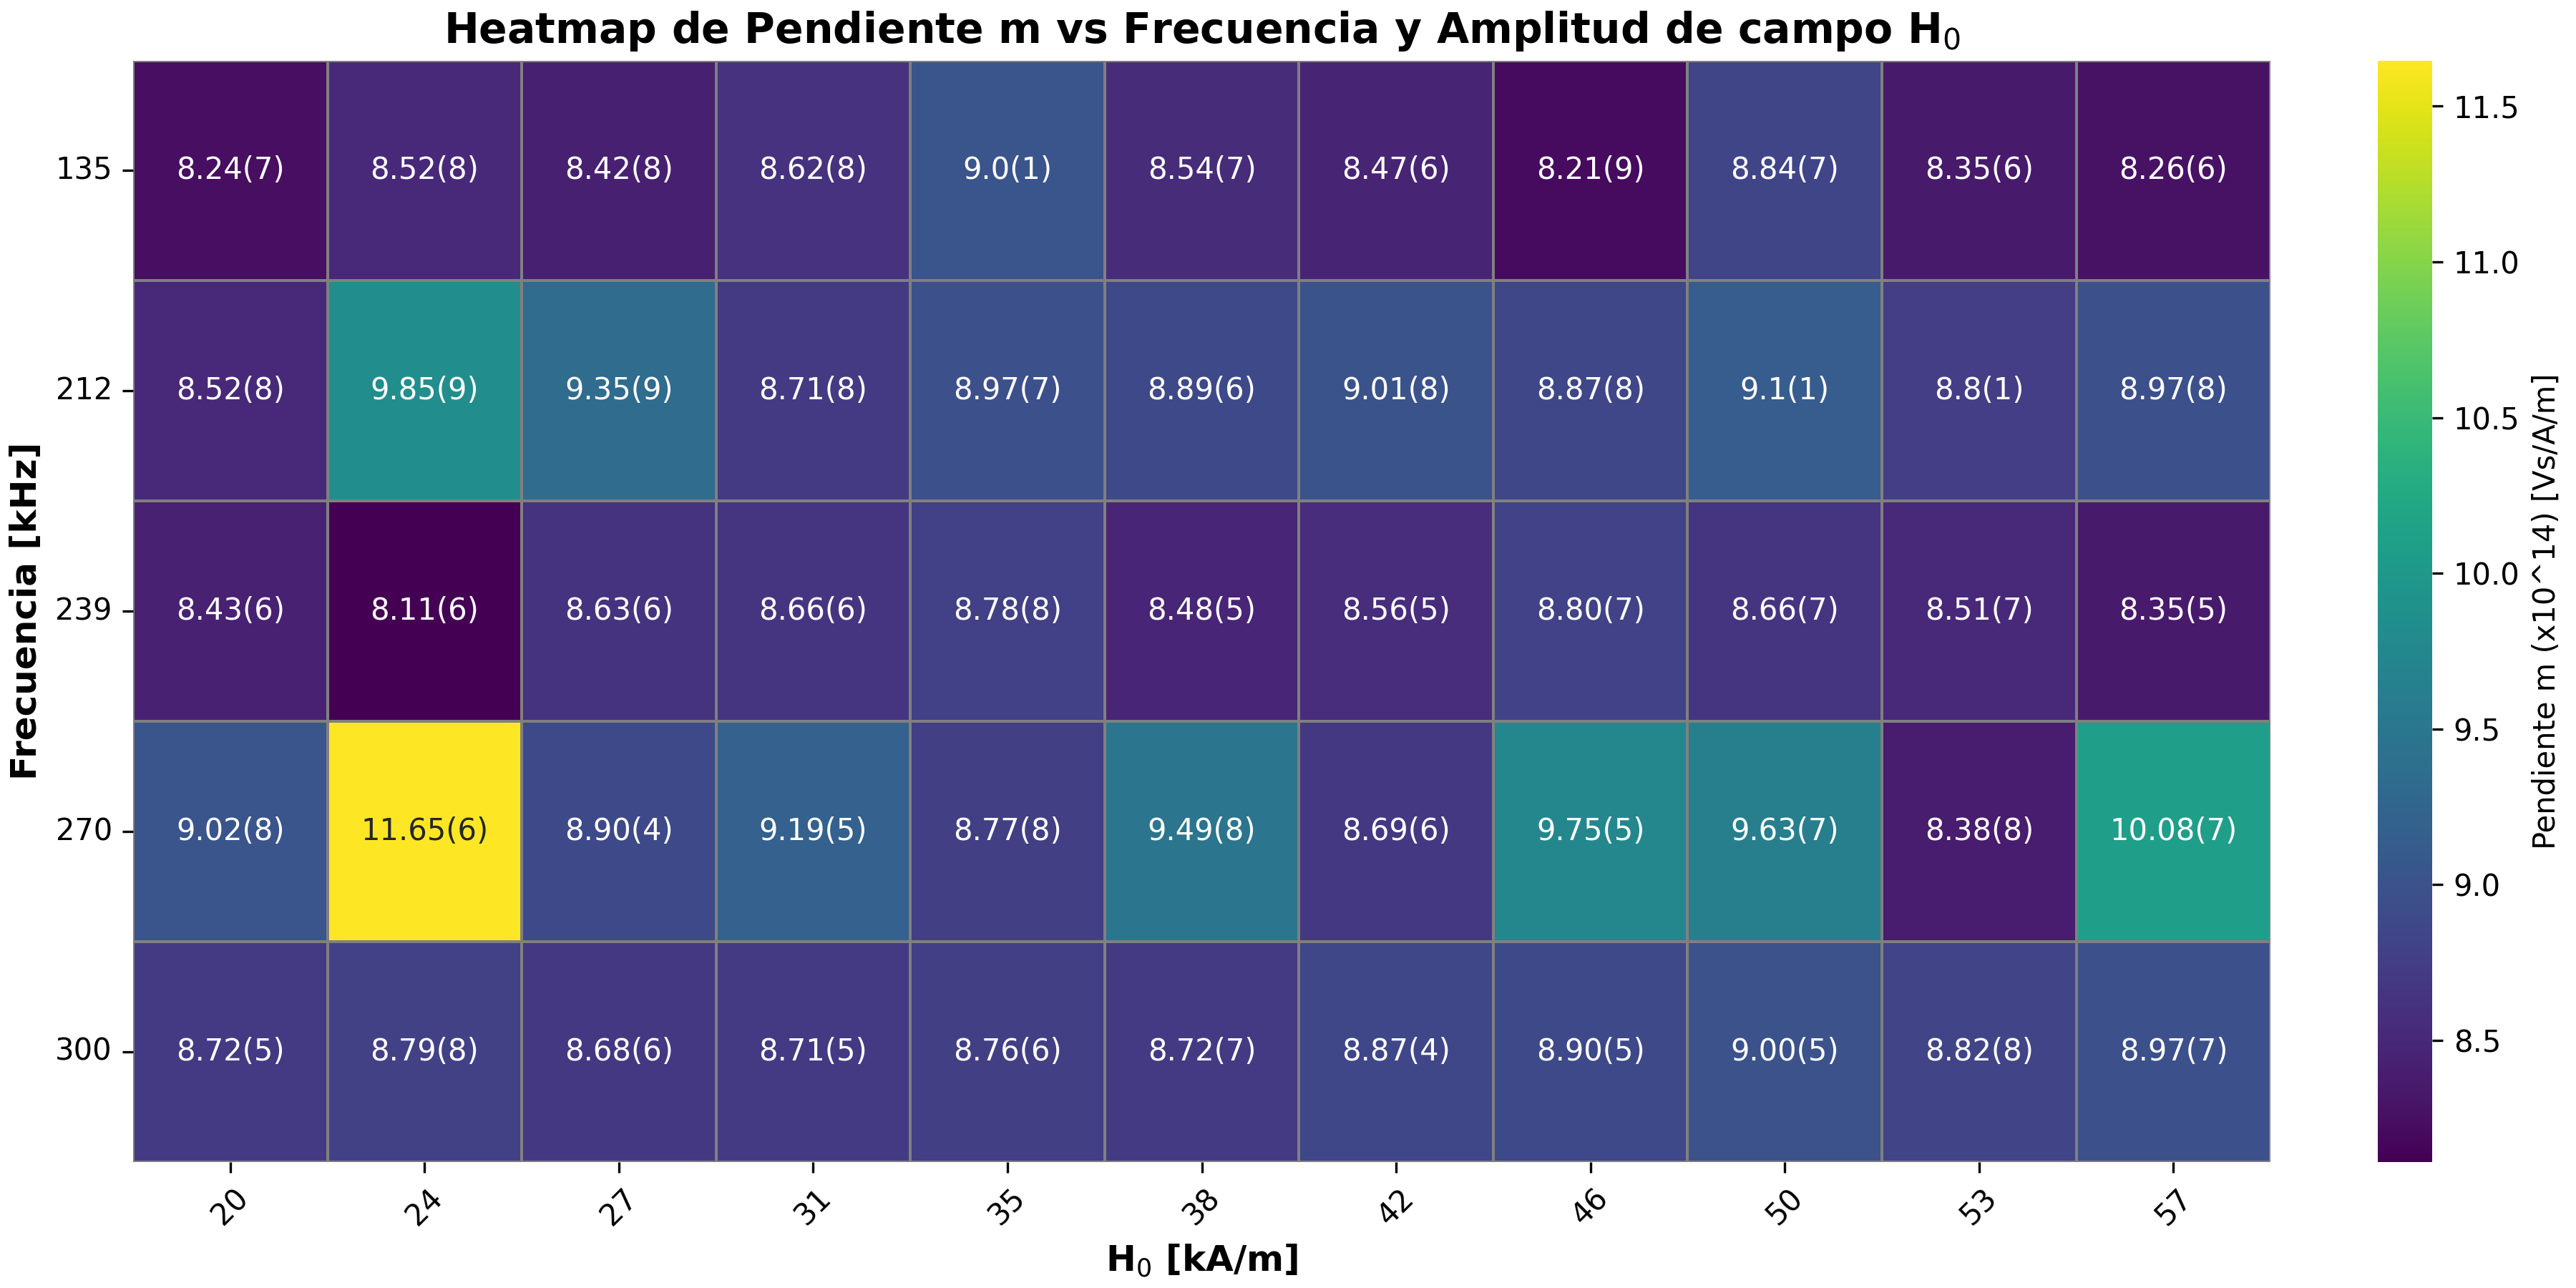 Heatmap de Pendiente m vs Frecuencia y Amplitud de campo H₀
135 8.24(7) 8.52(8) 8.42(8) 8.62(8) 9.0(1) 8.54(7) 8.47(6) 8.21(9) 8.84(7) 8.35(6) 8.26(6)
212 8.52(8) 9.85(9) 9.35(9) 8.71(8) 8.97(7) 8.89(6) 9.01(8) 8.87(8) 9.1(1) 8.8(1) 8.97(8)
239 8.43(6) 8.11(6) 8.63(6) 8.66(6) 8.78(8) 8.48(5) 8.56(5) 8.80(7) 8.66(7) 8.51(7) 8.35(5)
270 9.02(8) 11.65(6) 8.90(4) 9.19(5) 8.77(8) 9.49(8) 8.69(6) 9.75(5) 9.63(7) 8.38(8) 10.08(7)
300 8.72(5) 8.79(8) 8.68(6) 8.71(5) 8.76(6) 8.72(7) 8.87(4) 8.90(5) 9.00(5) 8.82(8) 8.97(7)
20 24 27 31 35 38 42 46 50 53 57
H₀ [kA/m]
Frecuencia [kHz]
11.5
11.0
10.5
10.0
9.5
9.0
8.5
Pendiente m (x10^14) [Vs/A/m]